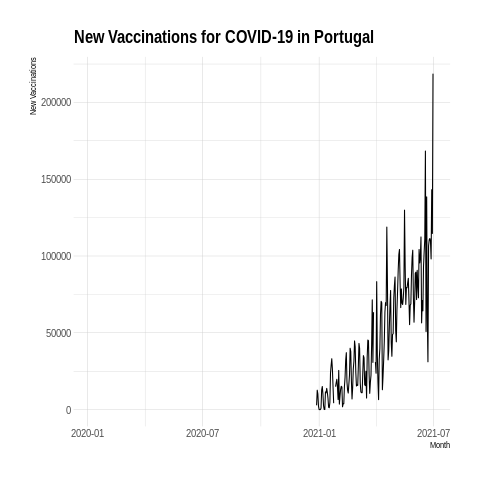 New Vaccinations for COVID-19 in Portugal
New Vaccinations
200000
150000
100000
50000
0
2020-01 2020-07 2021-01 2021-07
Month